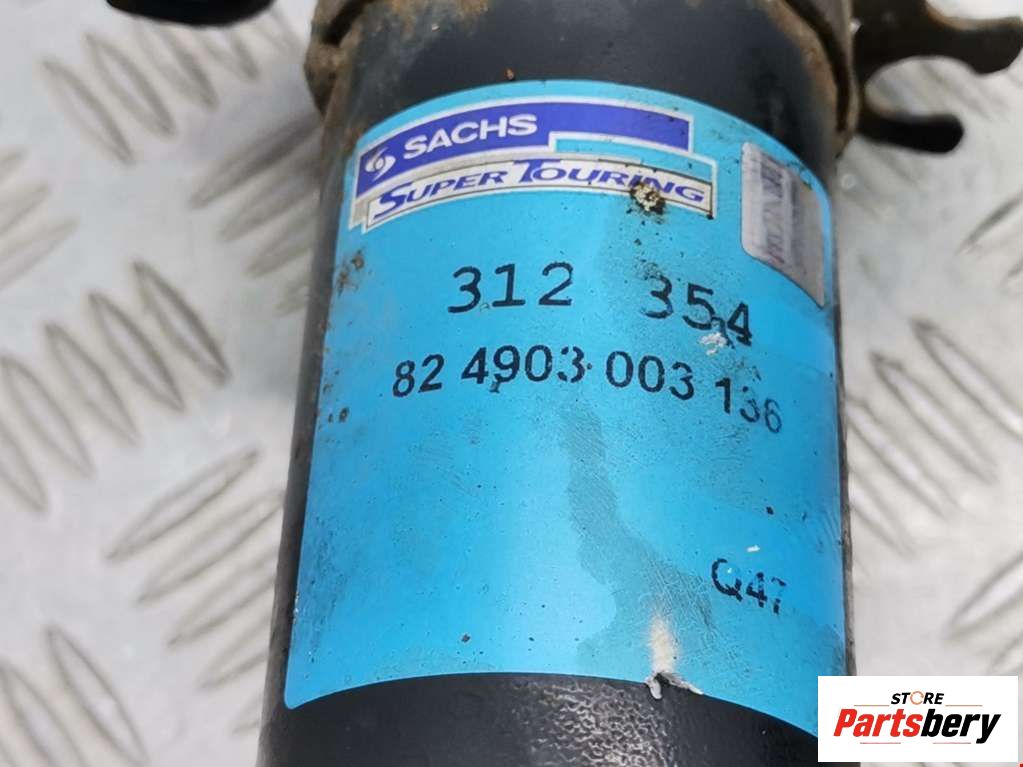 SACHS
SUPER TOURING
312 354
82 4903 003 136
Q47
STORE
Partsbery